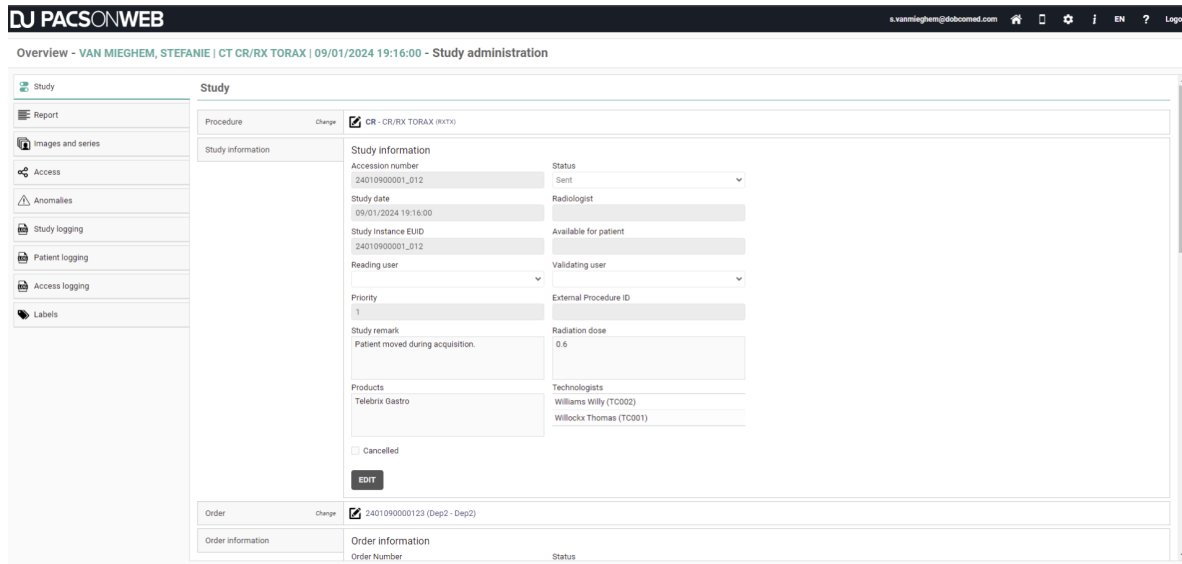 DJ PACSONWEB
s.vanmieghem@dobcomed.com EN ? Logo
Overview - VAN MIEGHEM, STEFANIE | CT CR/RX TORAX | 09/01/2024 19:16:00 - Study administration
Study
Report
Images and series
Access
Anomalies
Study logging
Patient logging
Access logging
Labels
Study
Procedure Change CR - CR/RX TORAX (RXTX)
Study information
Study information
Accession number Status
24010900001_012 Sent
Study date Radiologist
09/01/2024 19:16:00
Study Instance EUID Available for patient
24010900001_012
Reading user Validating user
Priority External Procedure ID
1
Study remark Radiation dose
Patient moved during acquisition. 0.6
Products Technologists
Telebrix Gastro Williams Willy (TC002)
Willockx Thomas (TC001)
Cancelled
EDIT
Order Change 2401090000123 (Dep2 - Dep2)
Order information
Order information
Order Number Status